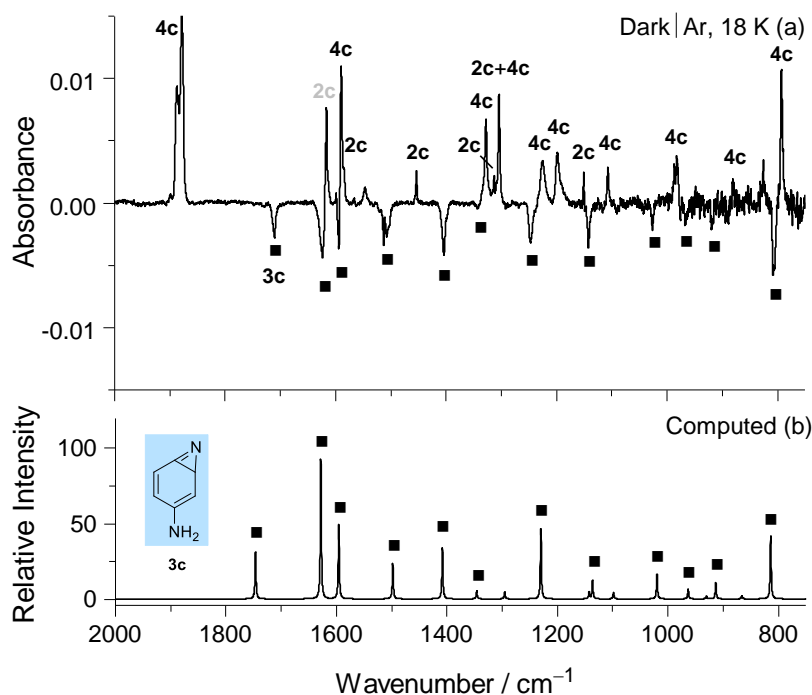 Dark|Ar, 18 K (a)
4c
4c
2c+4c
4c
2c
4c
0.01
2c
2c
2c
4c
4c
2c
4c
4c
4c
0.00
3c
-0.01
Absorbance
Computed (b)
100
50
0
N
NH2
3c
Relative Intensity
2000 1800 1600 1400 1200 1000 800
Wavenumber / cm−1